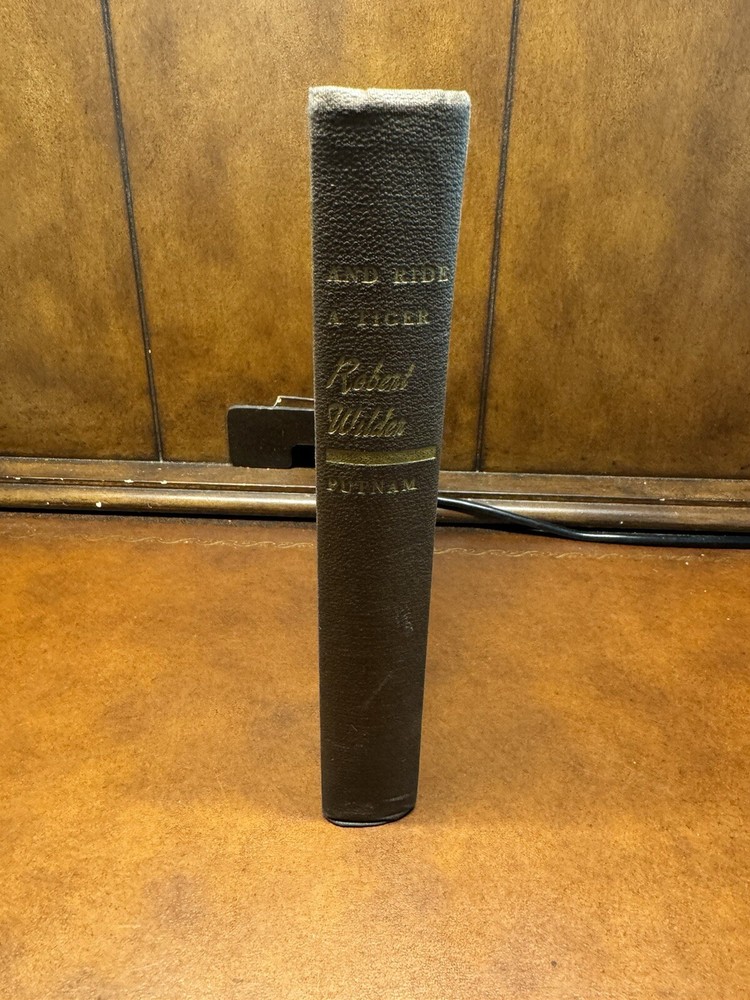 AND RIDE
A TIGER
Robert
Wilder
PUTNAM